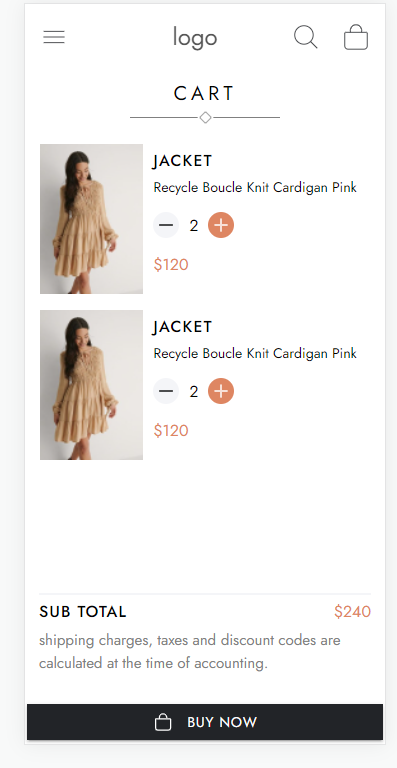 logo
CART
JACKET
Recycle Boucle Knit Cardigan Pink
2
$120
JACKET
Recycle Boucle Knit Cardigan Pink
2
$120
SUB TOTAL $240
shipping charges, taxes and discount codes are
calculated at the time of accounting.
BUY NOW